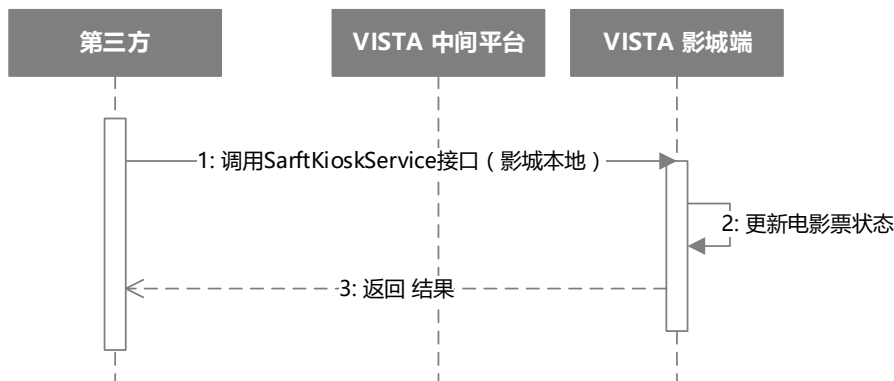 第三方
VISTA 中间平台
VISTA 影城端
1: 调用SarftKioskService接口（影城本地）
2: 更新电影票状态
3: 返回 结果